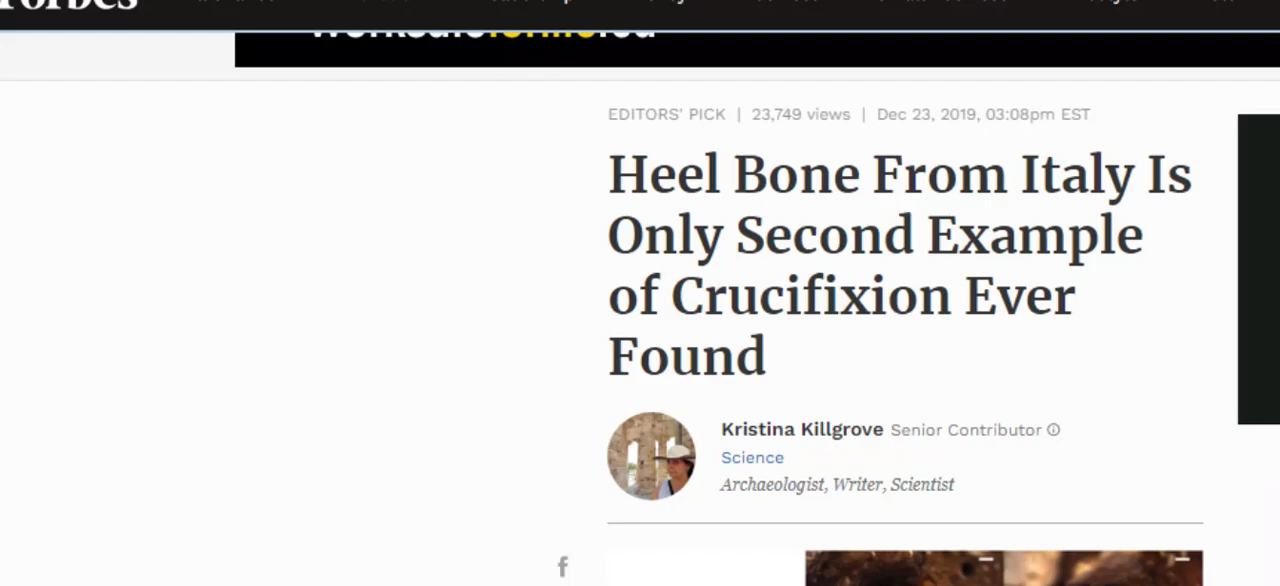 Forbes
EDITORS' PICK | 23,749 views | Dec 23, 2019, 03:08pm EST
Heel Bone From Italy Is
Only Second Example
of Crucifixion Ever
Found
Kristina Killgrove Senior Contributor
Science
Archaeologist, Writer, Scientist
f